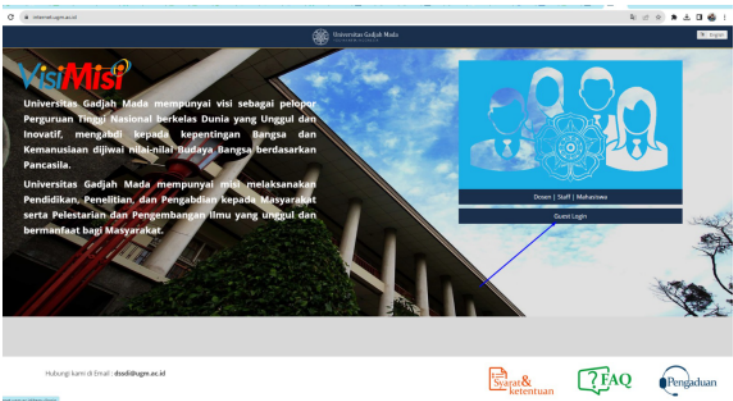 internet.ugm.ac.id
Universitas Gadjah Mada
English
VisiMisi
Universitas Gadjah Mada mempunyai visi sebagai pelopor
Perguruan Tinggi Nasional berkelas Dunia yang Unggul dan
Inovatif, mengabdi kepada kepentingan Bangsa dan
Kemanusiaan dijiwai nilai-nilai Budaya Bangsa berdasarkan
Pancasila.
Universitas Gadjah Mada mempunyai misi melaksanakan
Pendidikan, Penelitian, dan Pengabdian kepada Masyarakat
serta Pelestarian dan Pengembangan Ilmu yang unggul dan
bermanfaat bagi Masyarakat.
Dosen | Staff | Mahasiswa
Guest Login
Hubungi kami di Email : dssdi@ugm.ac.id
Syarat&
ketentuan
? FAQ
Pengaduan